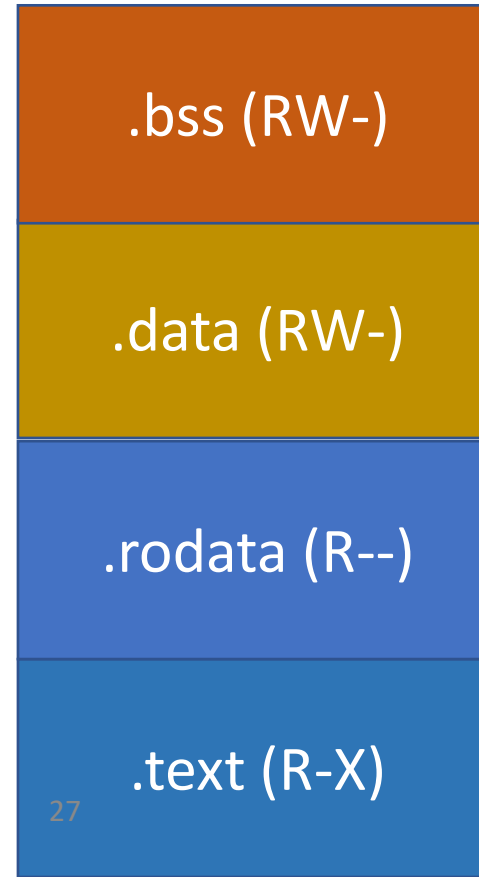 .bss (RW-)
.data (RW-)
.rodata (R--)
.text (R-X)
27